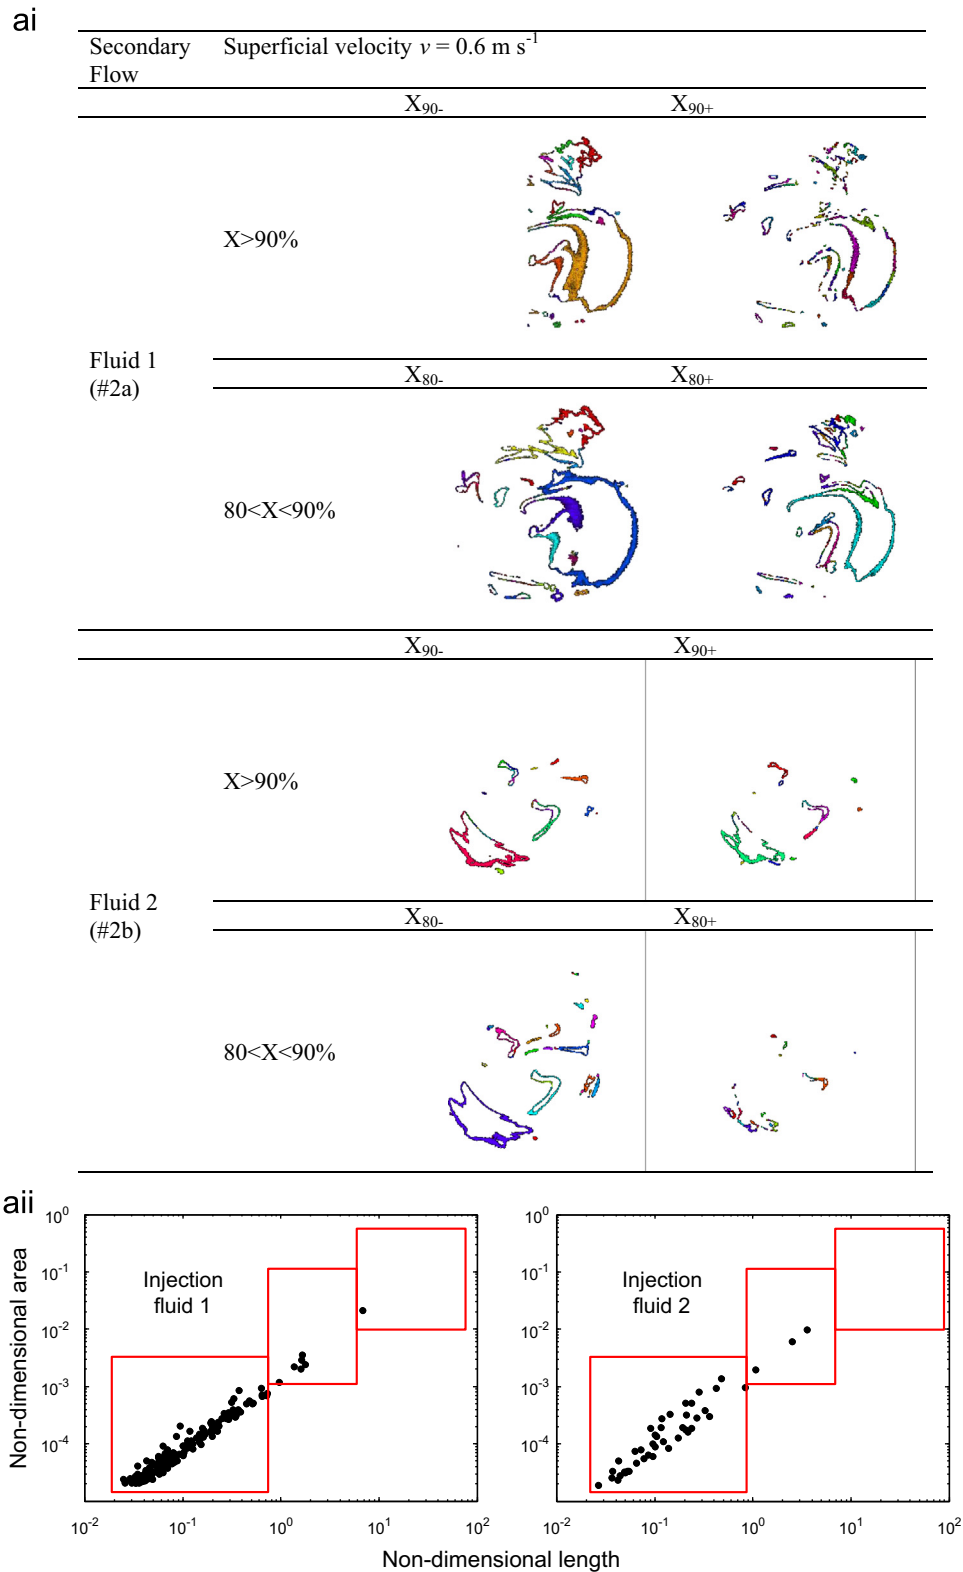 ai
Secondary Flow
Superficial velocity v = 0.6 m s⁻¹
X₉₀₋ X₉₀₊
X>90%
Fluid 1
(#2a)
X₈₀₋ X₈₀₊
80<X<90%
X₉₀₋ X₉₀₊
X>90%
Fluid 2
(#2b)
X₈₀₋ X₈₀₊
80<X<90%
aii
Non-dimensional area
10⁰
10⁻¹
10⁻²
10⁻³
10⁻⁴
Injection
fluid 1
10⁻² 10⁻¹ 10⁰ 10¹ 10²
10⁰
10⁻¹
10⁻²
10⁻³
10⁻⁴
Injection
fluid 2
10⁻² 10⁻¹ 10⁰ 10¹ 10²
Non-dimensional length